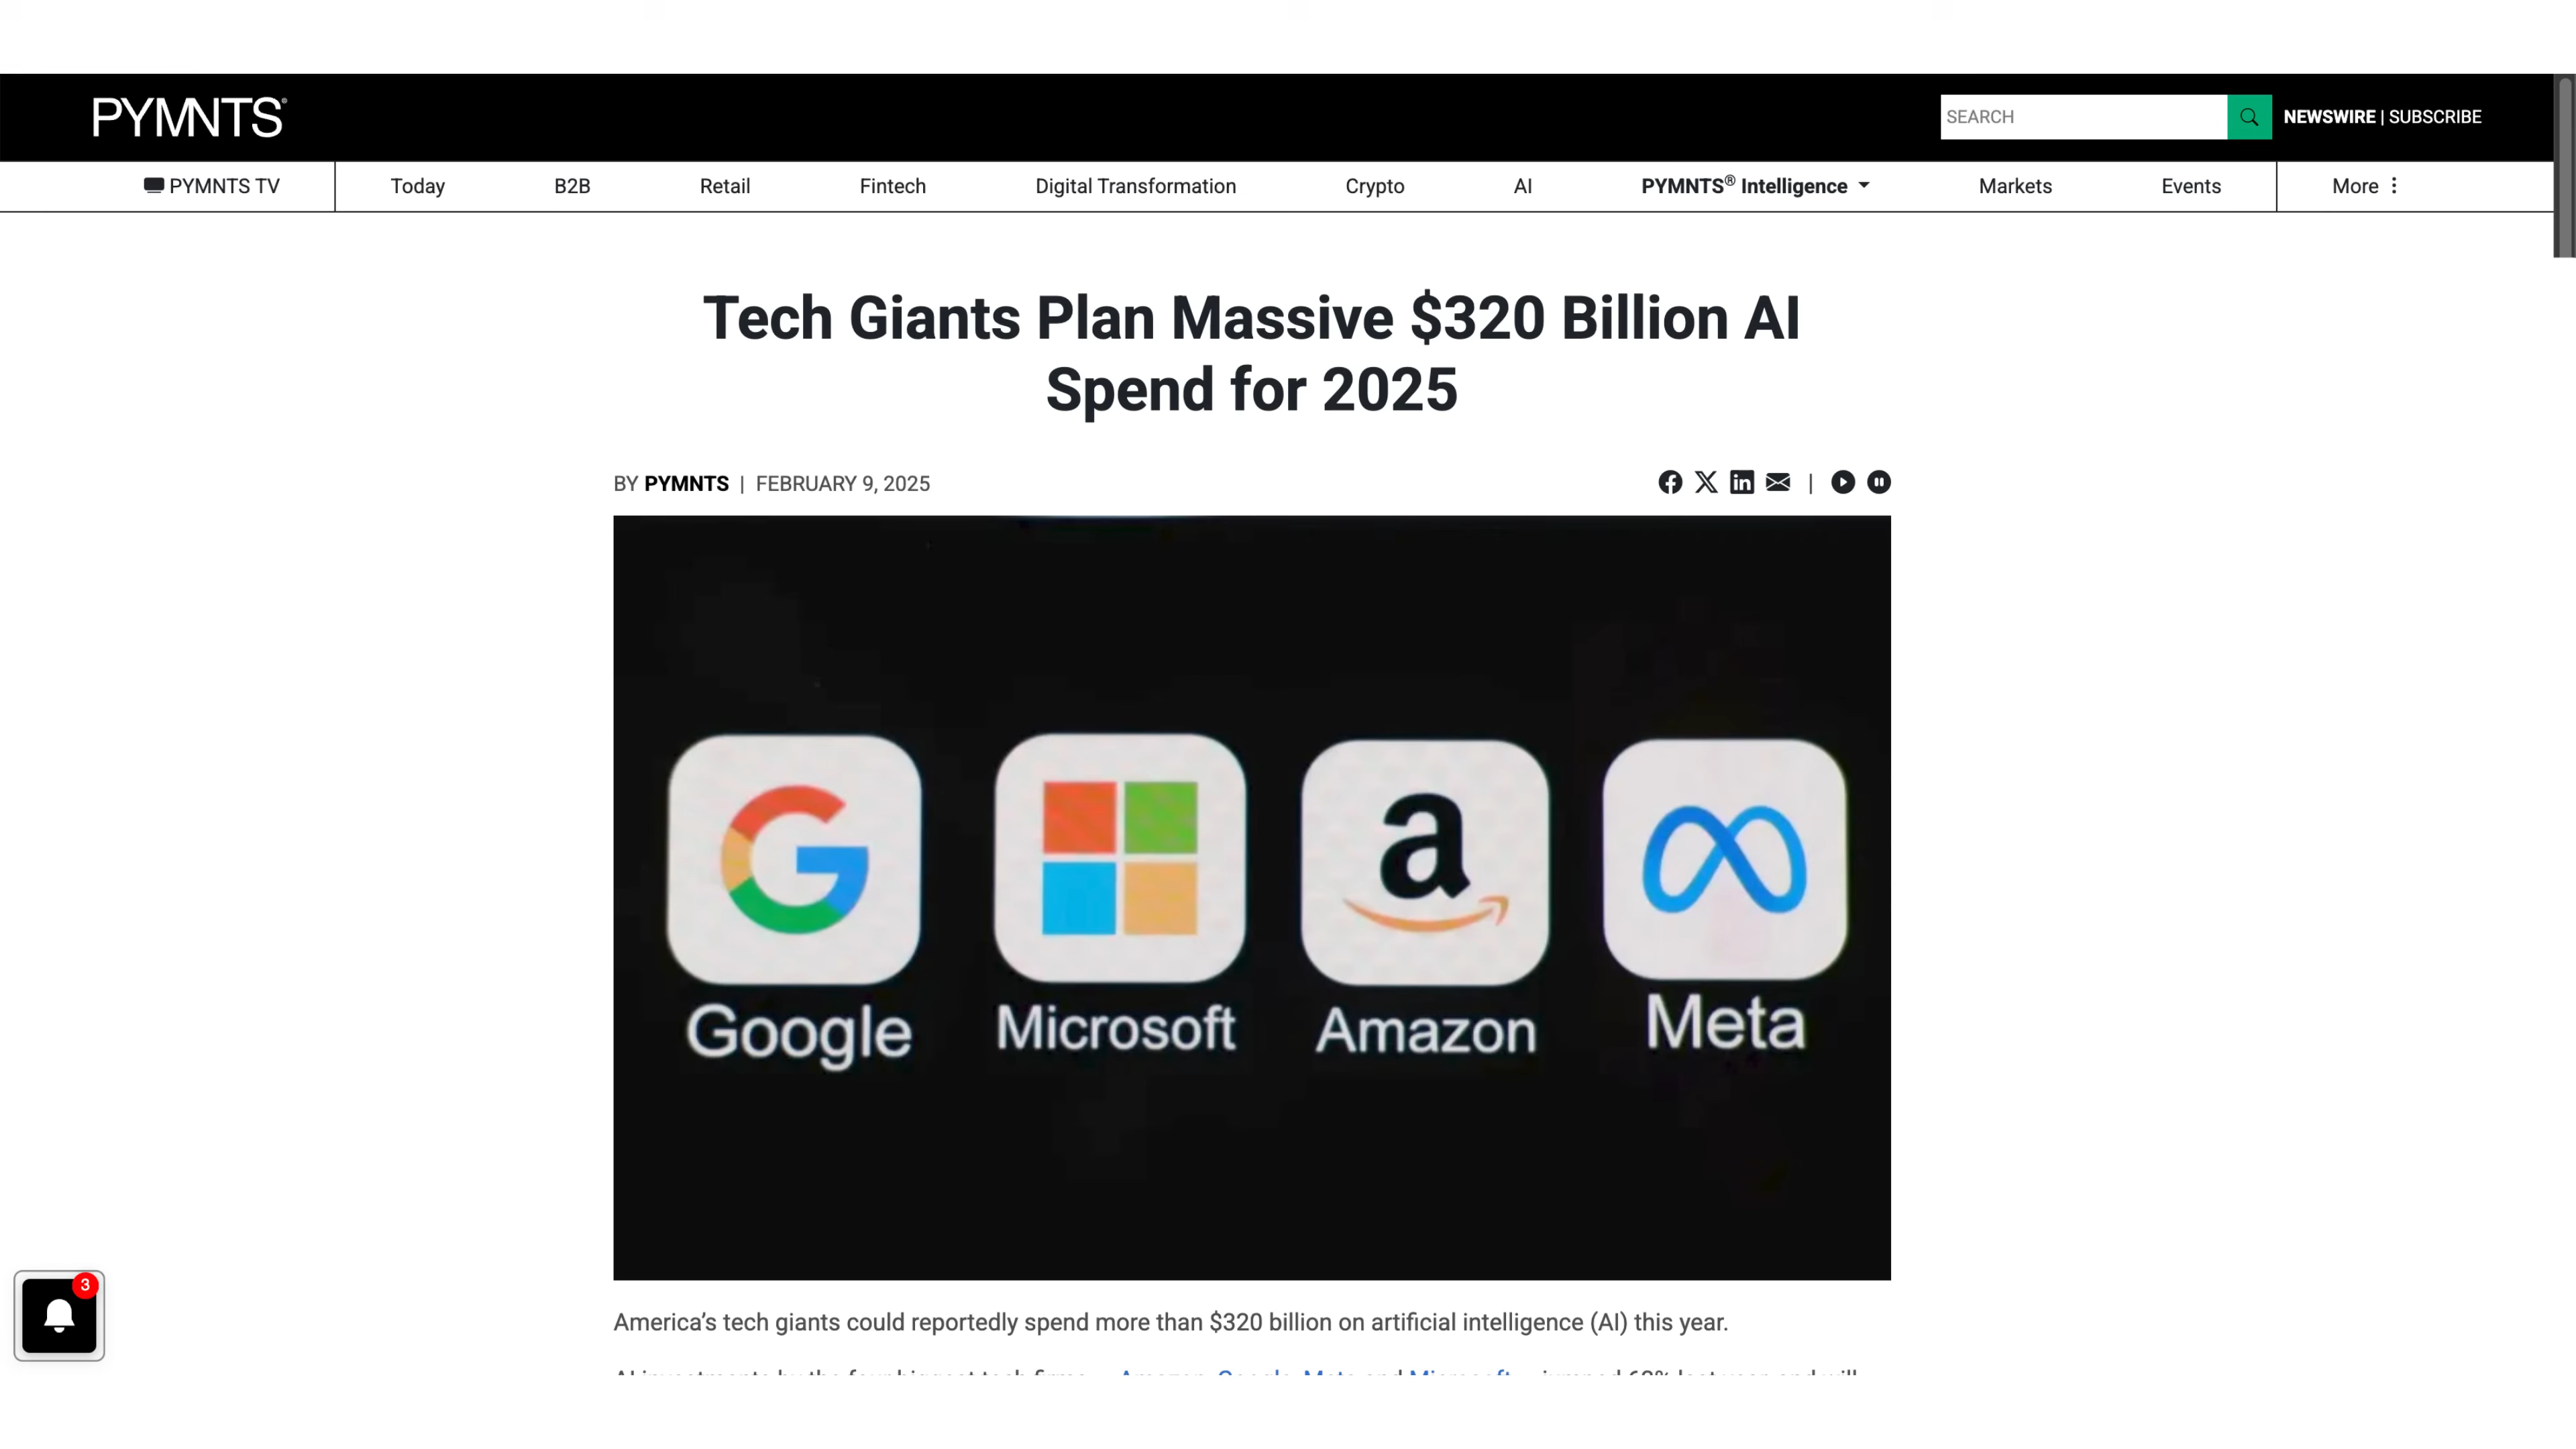 PYMNTS®
SEARCH
NEWSWIRE | SUBSCRIBE
PYMNTS TV
Today
B2B
Retail
Fintech
Digital Transformation
Crypto
AI
PYMNTS® Intelligence
Markets
Events
More
Tech Giants Plan Massive $320 Billion AI
Spend for 2025
BY PYMNTS | FEBRUARY 9, 2025
Google
Microsoft
Amazon
Meta
3
America’s tech giants could reportedly spend more than $320 billion on artificial intelligence (AI) this year.